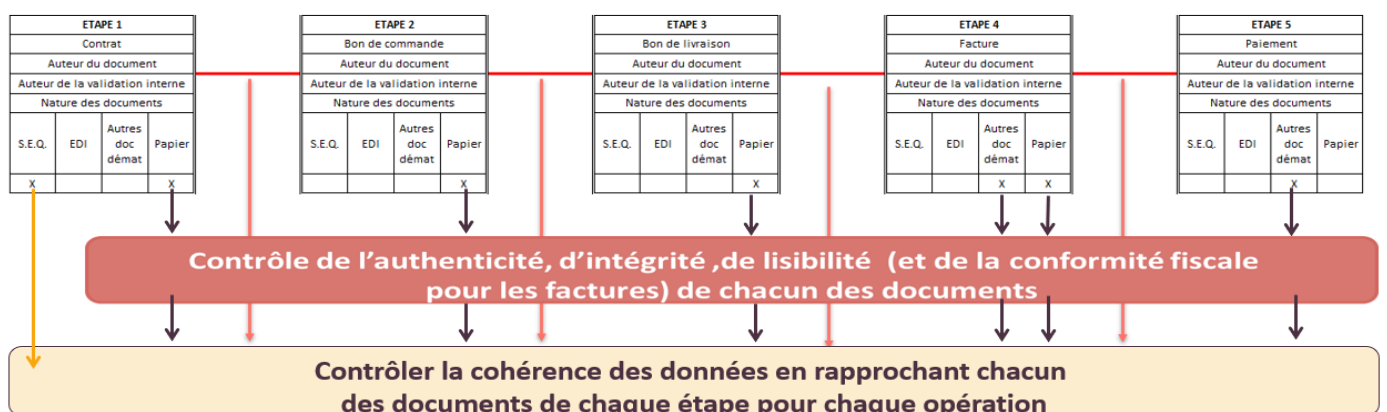 ETAPE 1
Contrat
Auteur du document
Auteur de la validation interne
Nature des documents
S.E.Q. EDI Autres doc démat Papier
X X
ETAPE 2
Bon de commande
Auteur du document
Auteur de la validation interne
Nature des documents
S.E.Q. EDI Autres doc démat Papier
X
ETAPE 3
Bon de livraison
Auteur du document
Auteur de la validation interne
Nature des documents
S.E.Q. EDI Autres doc démat Papier
X
ETAPE 4
Facture
Auteur du document
Auteur de la validation interne
Nature des documents
S.E.Q. EDI Autres doc démat Papier
X X
ETAPE 5
Paiement
Auteur du document
Auteur de la validation interne
Nature des documents
S.E.Q. EDI Autres doc démat Papier
X
Contrôle de l’authenticité, d’intégrité ,de lisibilité (et de la conformité fiscale
pour les factures) de chacun des documents
Contrôler la cohérence des données en rapprochant chacun
des documents de chaque étape pour chaque opération